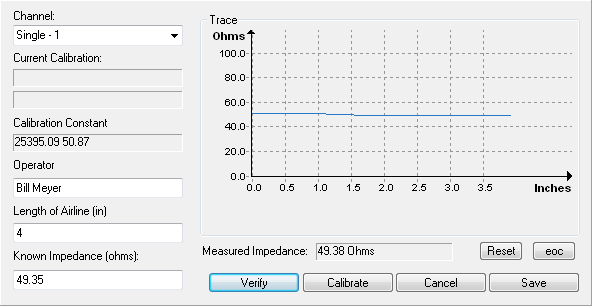 Channel:
Single - 1
Current Calibration:
Calibration Constant
25395.09 50.87
Operator
Bill Meyer
Length of Airline (in)
4
Known Impedance (ohms):
49.35
Trace
Ohms
100.0
80.0
60.0
40.0
20.0
0.0
0.0 0.5 1.0 1.5 2.0 2.5 3.0 3.5 Inches
Measured Impedance: 49.38 Ohms Reset eoc
Verify Calibrate Cancel Save